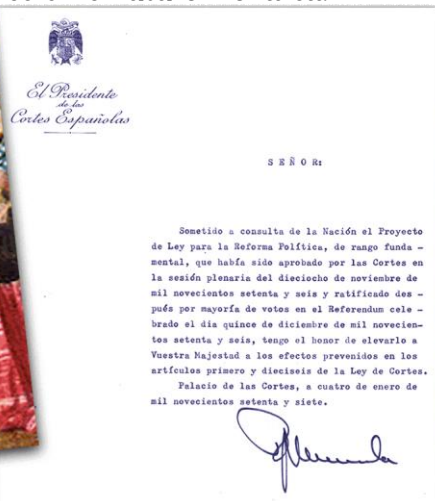 El Presidente
de las
Cortes Españolas
SEÑOR:
Sometido a consulta de la Nación el Proyecto
de Ley para la Reforma Política, de rango funda -
mental, que había sido aprobado por las Cortes en
la sesión plenaria del dieciocho de noviembre de
mil novecientos setenta y seis y ratificado des -
pués por mayoría de votos en el Referendum cele -
brado el día quince de diciembre de mil novecien-
tos setenta y seis, tengo el honor de elevarlo a
Vuestra Majestad a los efectos prevenidos en los
artículos primero y dieciseis de la Ley de Cortes.
Palacio de las Cortes, a cuatro de enero de
mil novecientos setenta y siete.